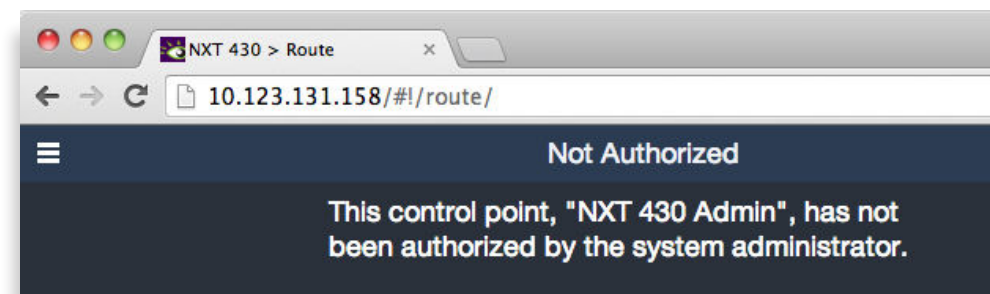 NXT 430 > Route
10.123.131.158/#!/route/
Not Authorized
This control point, "NXT 430 Admin", has not
been authorized by the system administrator.